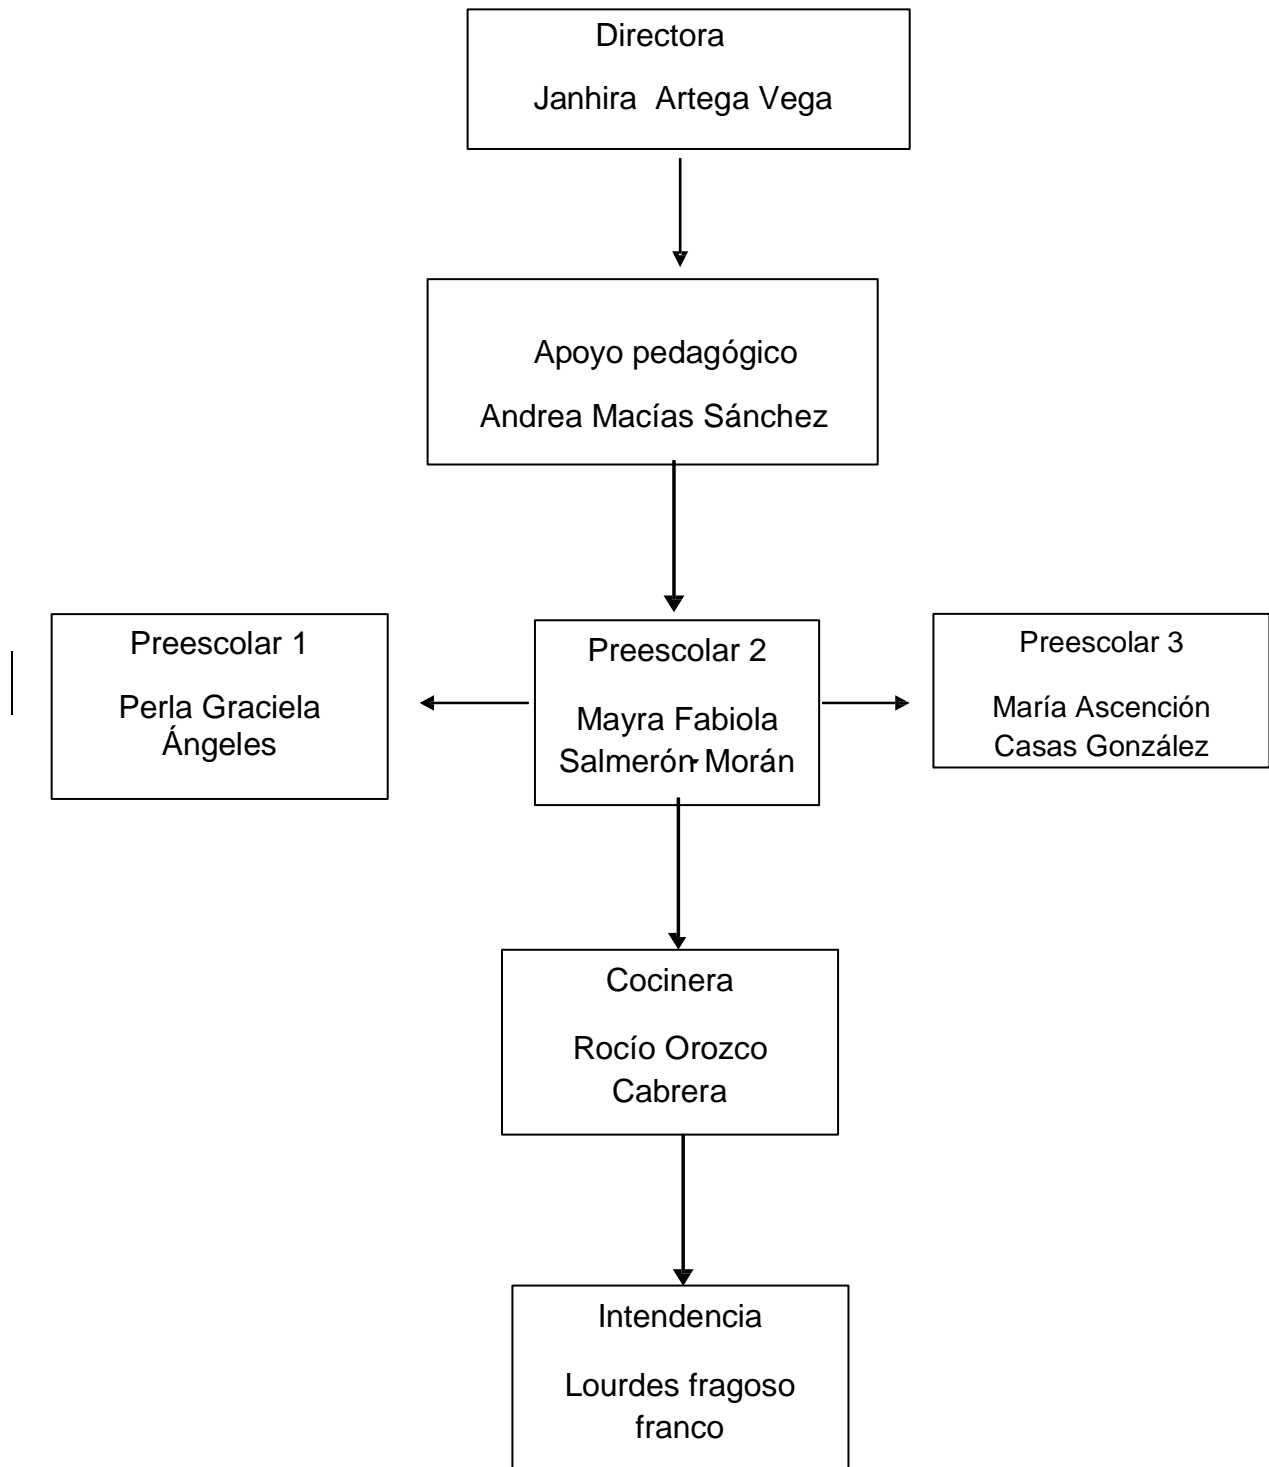 Directora
Janhira Artega Vega
Apoyo pedagógico
Andrea Macías Sánchez
Preescolar 1
Perla Graciela
Ángeles
Preescolar 2
Mayra Fabiola
Salmerón Morán
Preescolar 3
María Ascención
Casas González
Cocinera
Rocío Orozco
Cabrera
Intendencia
Lourdes fragoso
franco